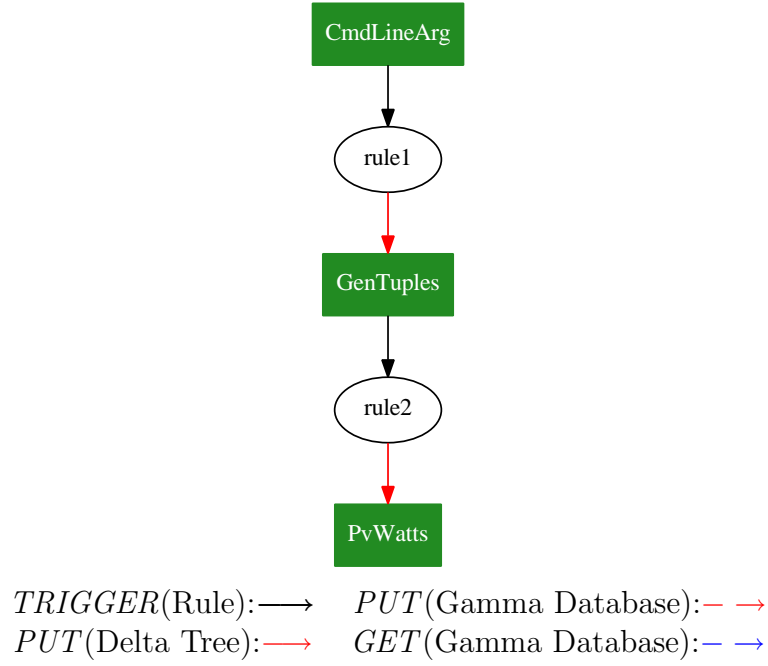 CmdLineArg
rule1
GenTuples
rule2
PvWatts
TRIGGER(Rule): PUT(Gamma Database):
PUT(Delta Tree): GET(Gamma Database):